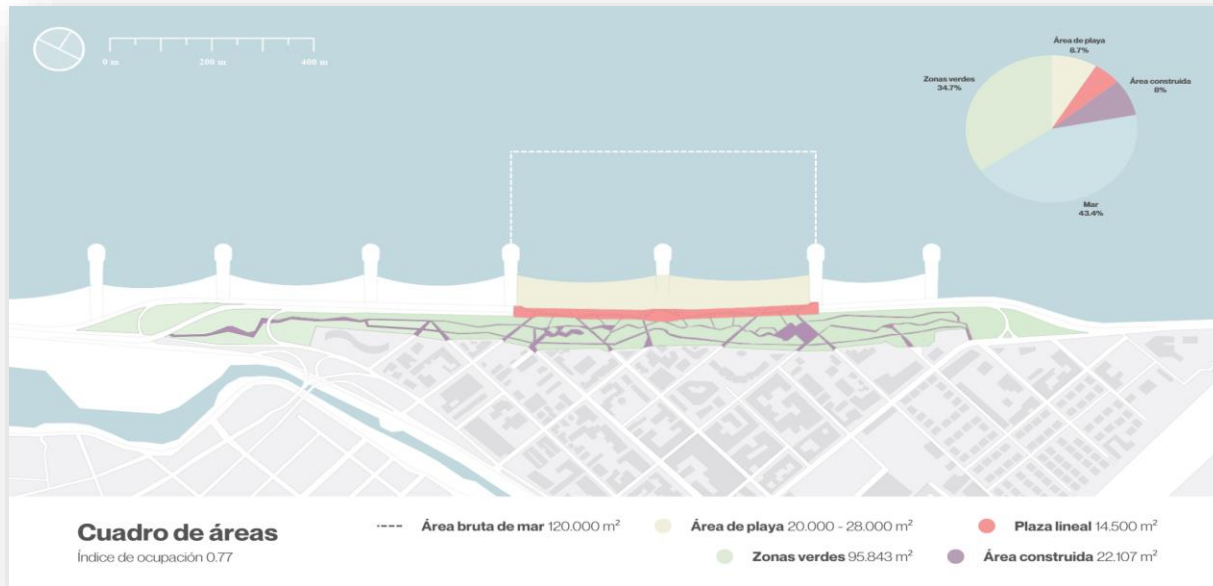 0 m 200 m 400 m
Área de playa
8.7%
Zonas verdes
34.7%
Área construida
8%
Mar
43.4%
Cuadro de áreas
Índice de ocupación 0.77
Área bruta de mar 120.000 m²
Área de playa 20.000 - 28.000 m²
Plaza lineal 14.500 m²
Zonas verdes 95.843 m²
Área construida 22.107 m²